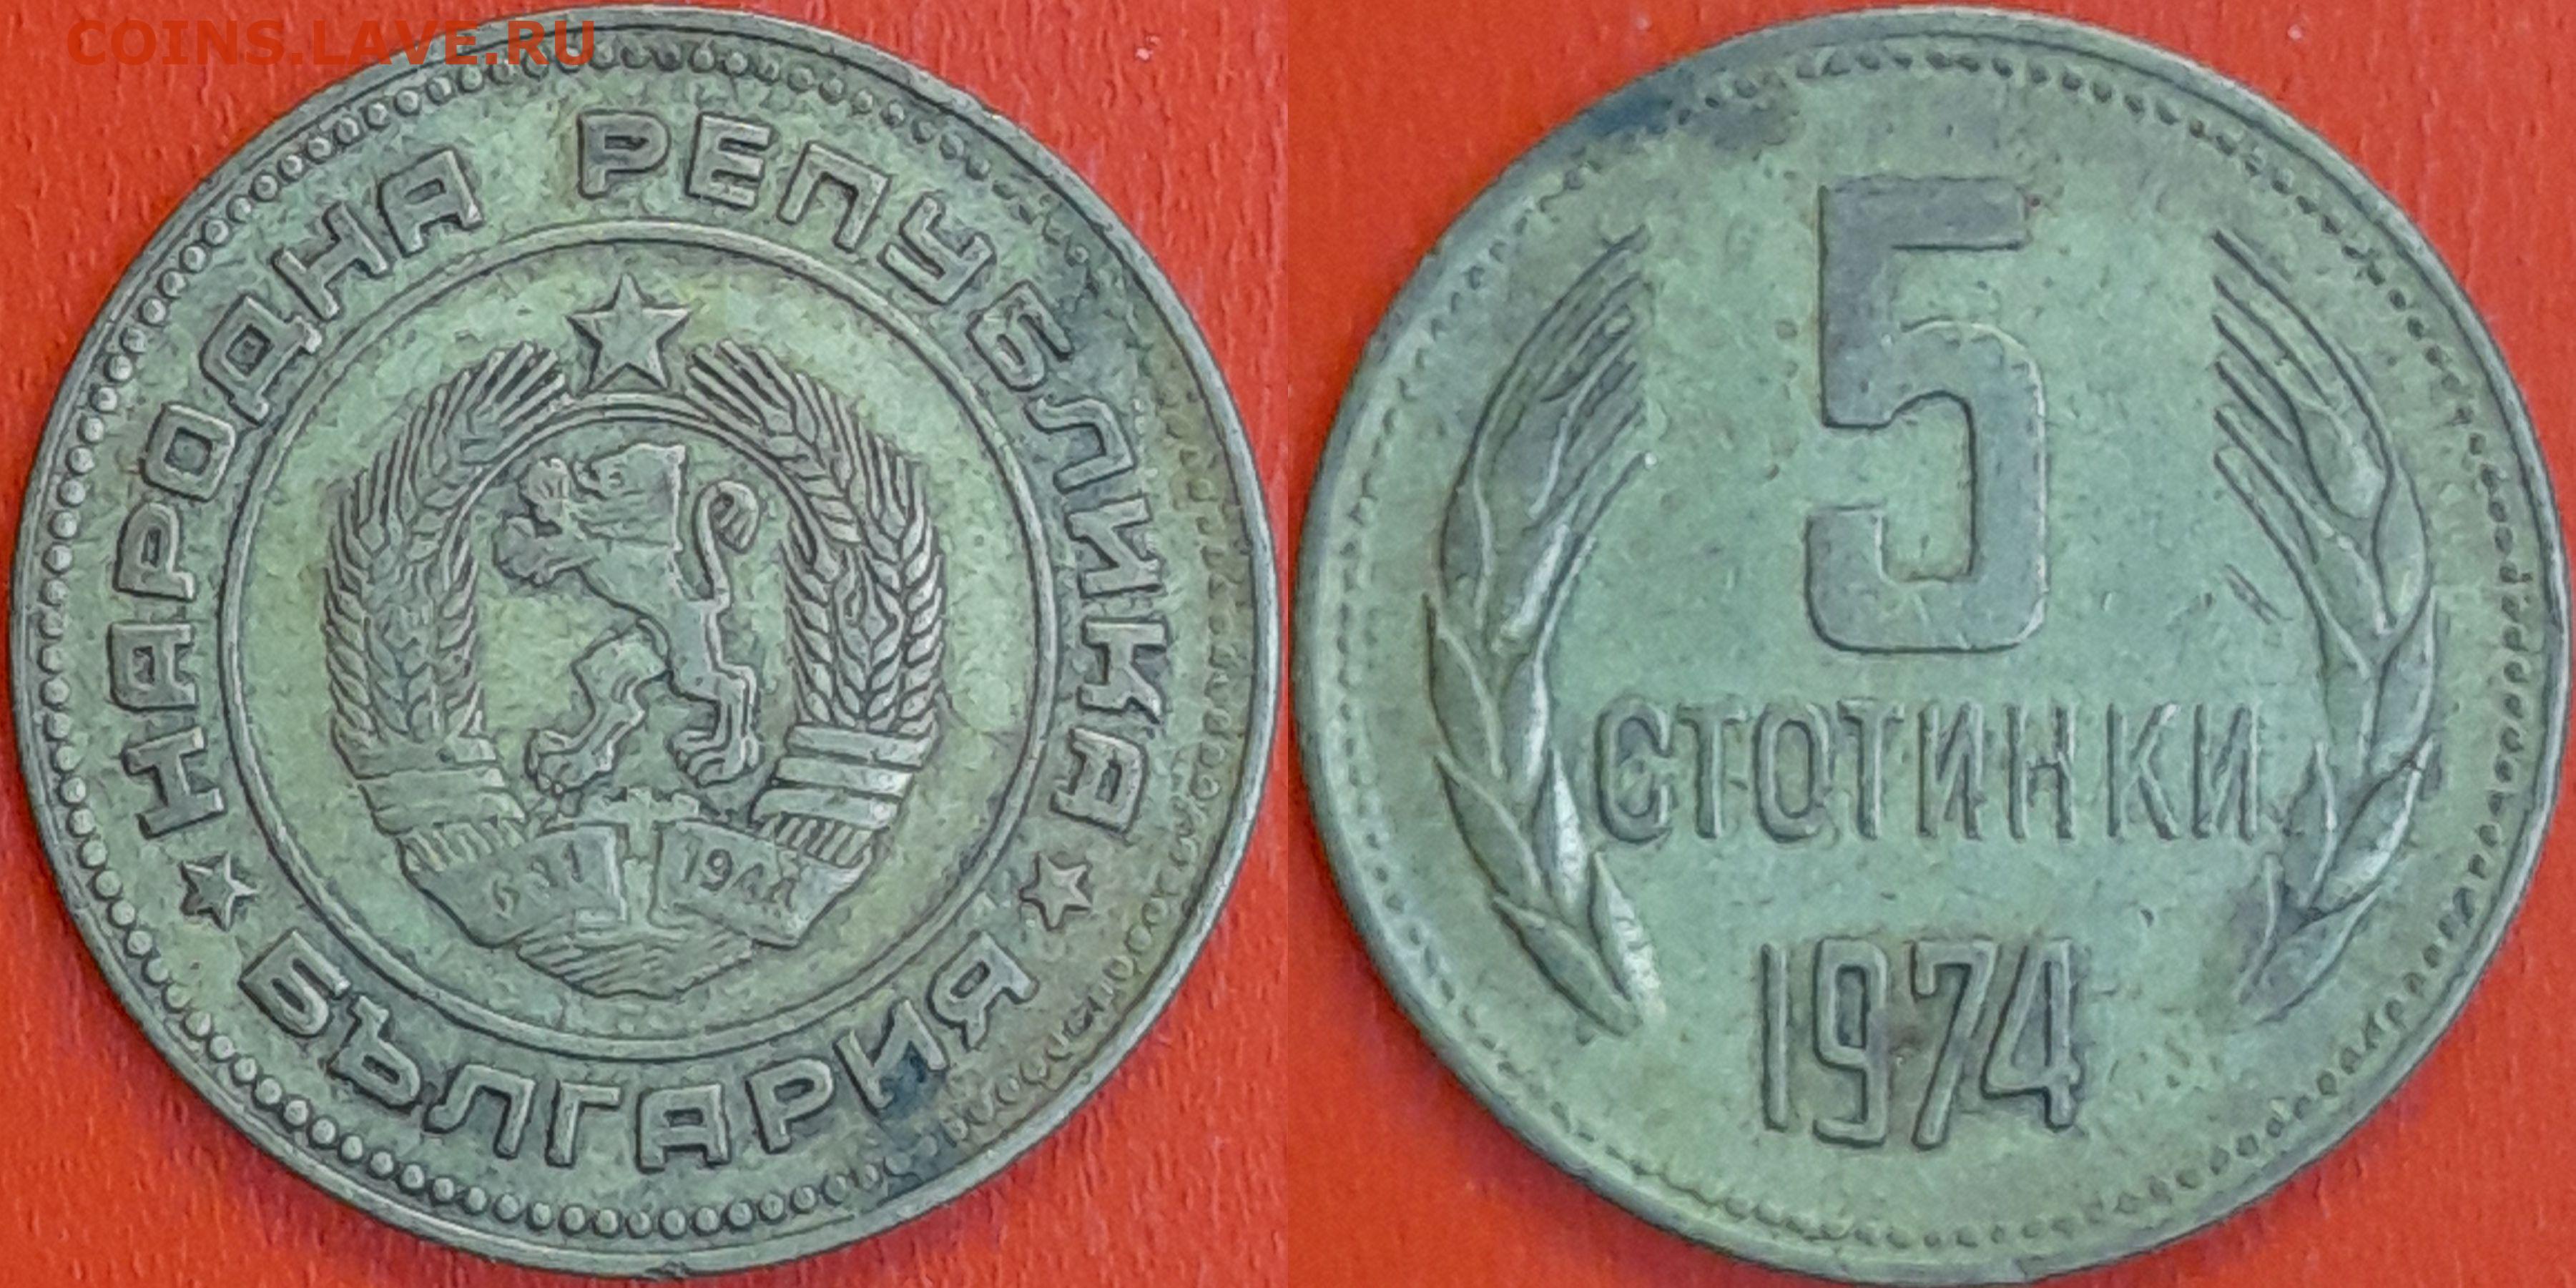 COINS.LAVE.RU
НАРОДНА РЕПУБЛИКА
БЪЛГАРИЯ
681 1944
5
СТОТИНКИ
1974